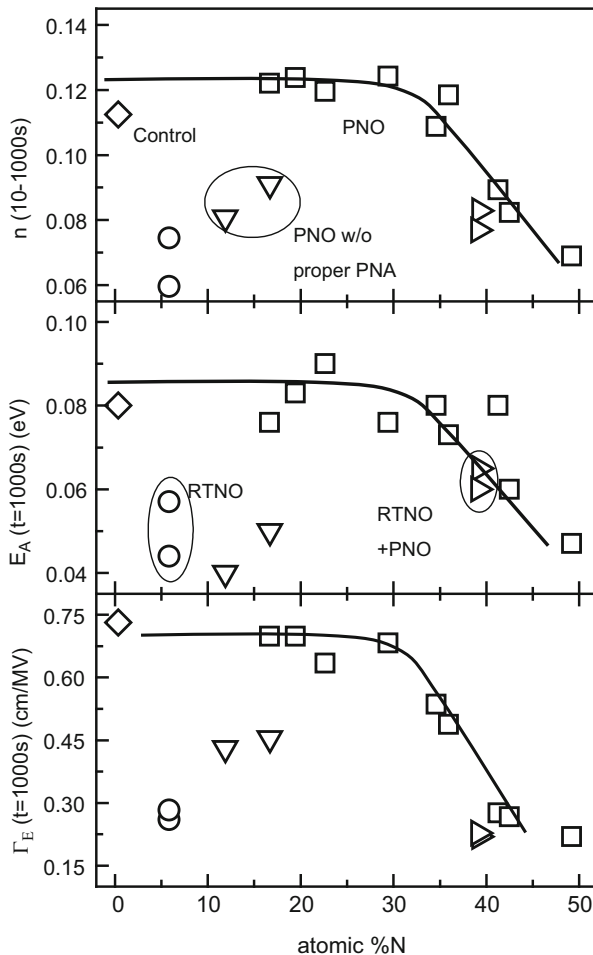 0.14
0.12
0.10
0.08
0.06
n (10-1000s)
Control
PNO
PNO w/o
proper PNA
0.10
0.08
0.06
0.04
E_A (t=1000s) (eV)
RTNO
RTNO
+PNO
0.75
0.60
0.45
0.30
0.15
Γ_E (t=1000s) (cm/MV)
0 10 20 30 40 50
atomic %N